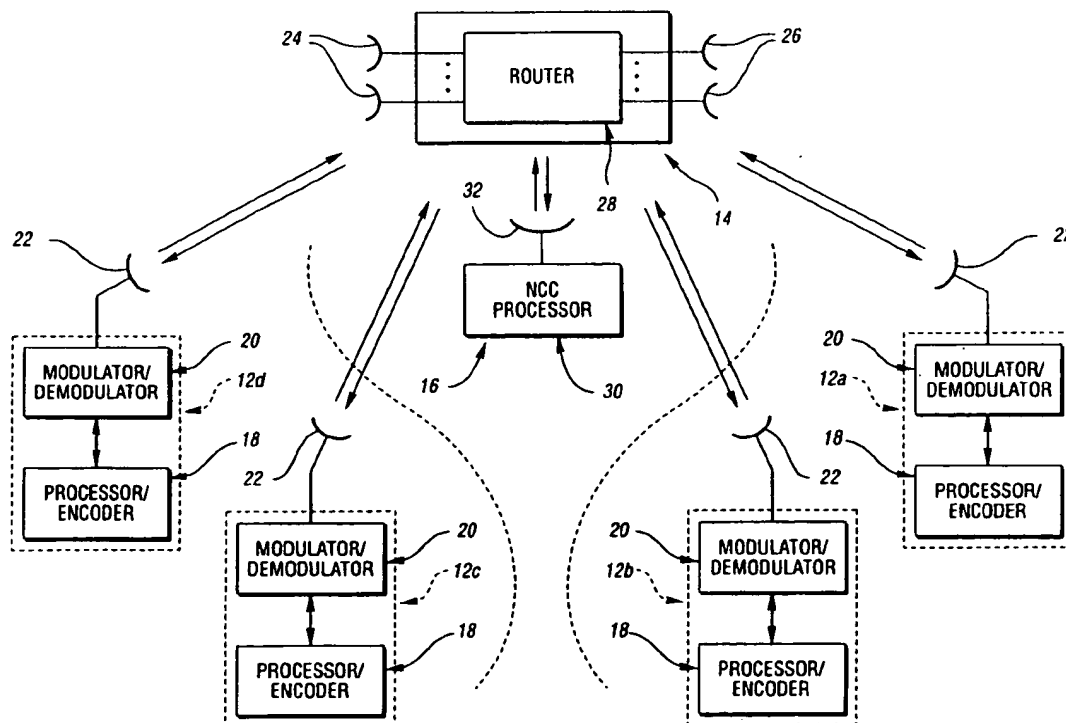 24
26
ROUTER
32
28
14
22
22
NCC
PROCESSOR
20
20
MODULATOR/
DEMODULATOR
12d
16
30
12a
MODULATOR/
DEMODULATOR
18
22
22
18
PROCESSOR/
ENCODER
PROCESSOR/
ENCODER
MODULATOR/
DEMODULATOR
20
12c
20
12b
MODULATOR/
DEMODULATOR
18
18
PROCESSOR/
ENCODER
PROCESSOR/
ENCODER